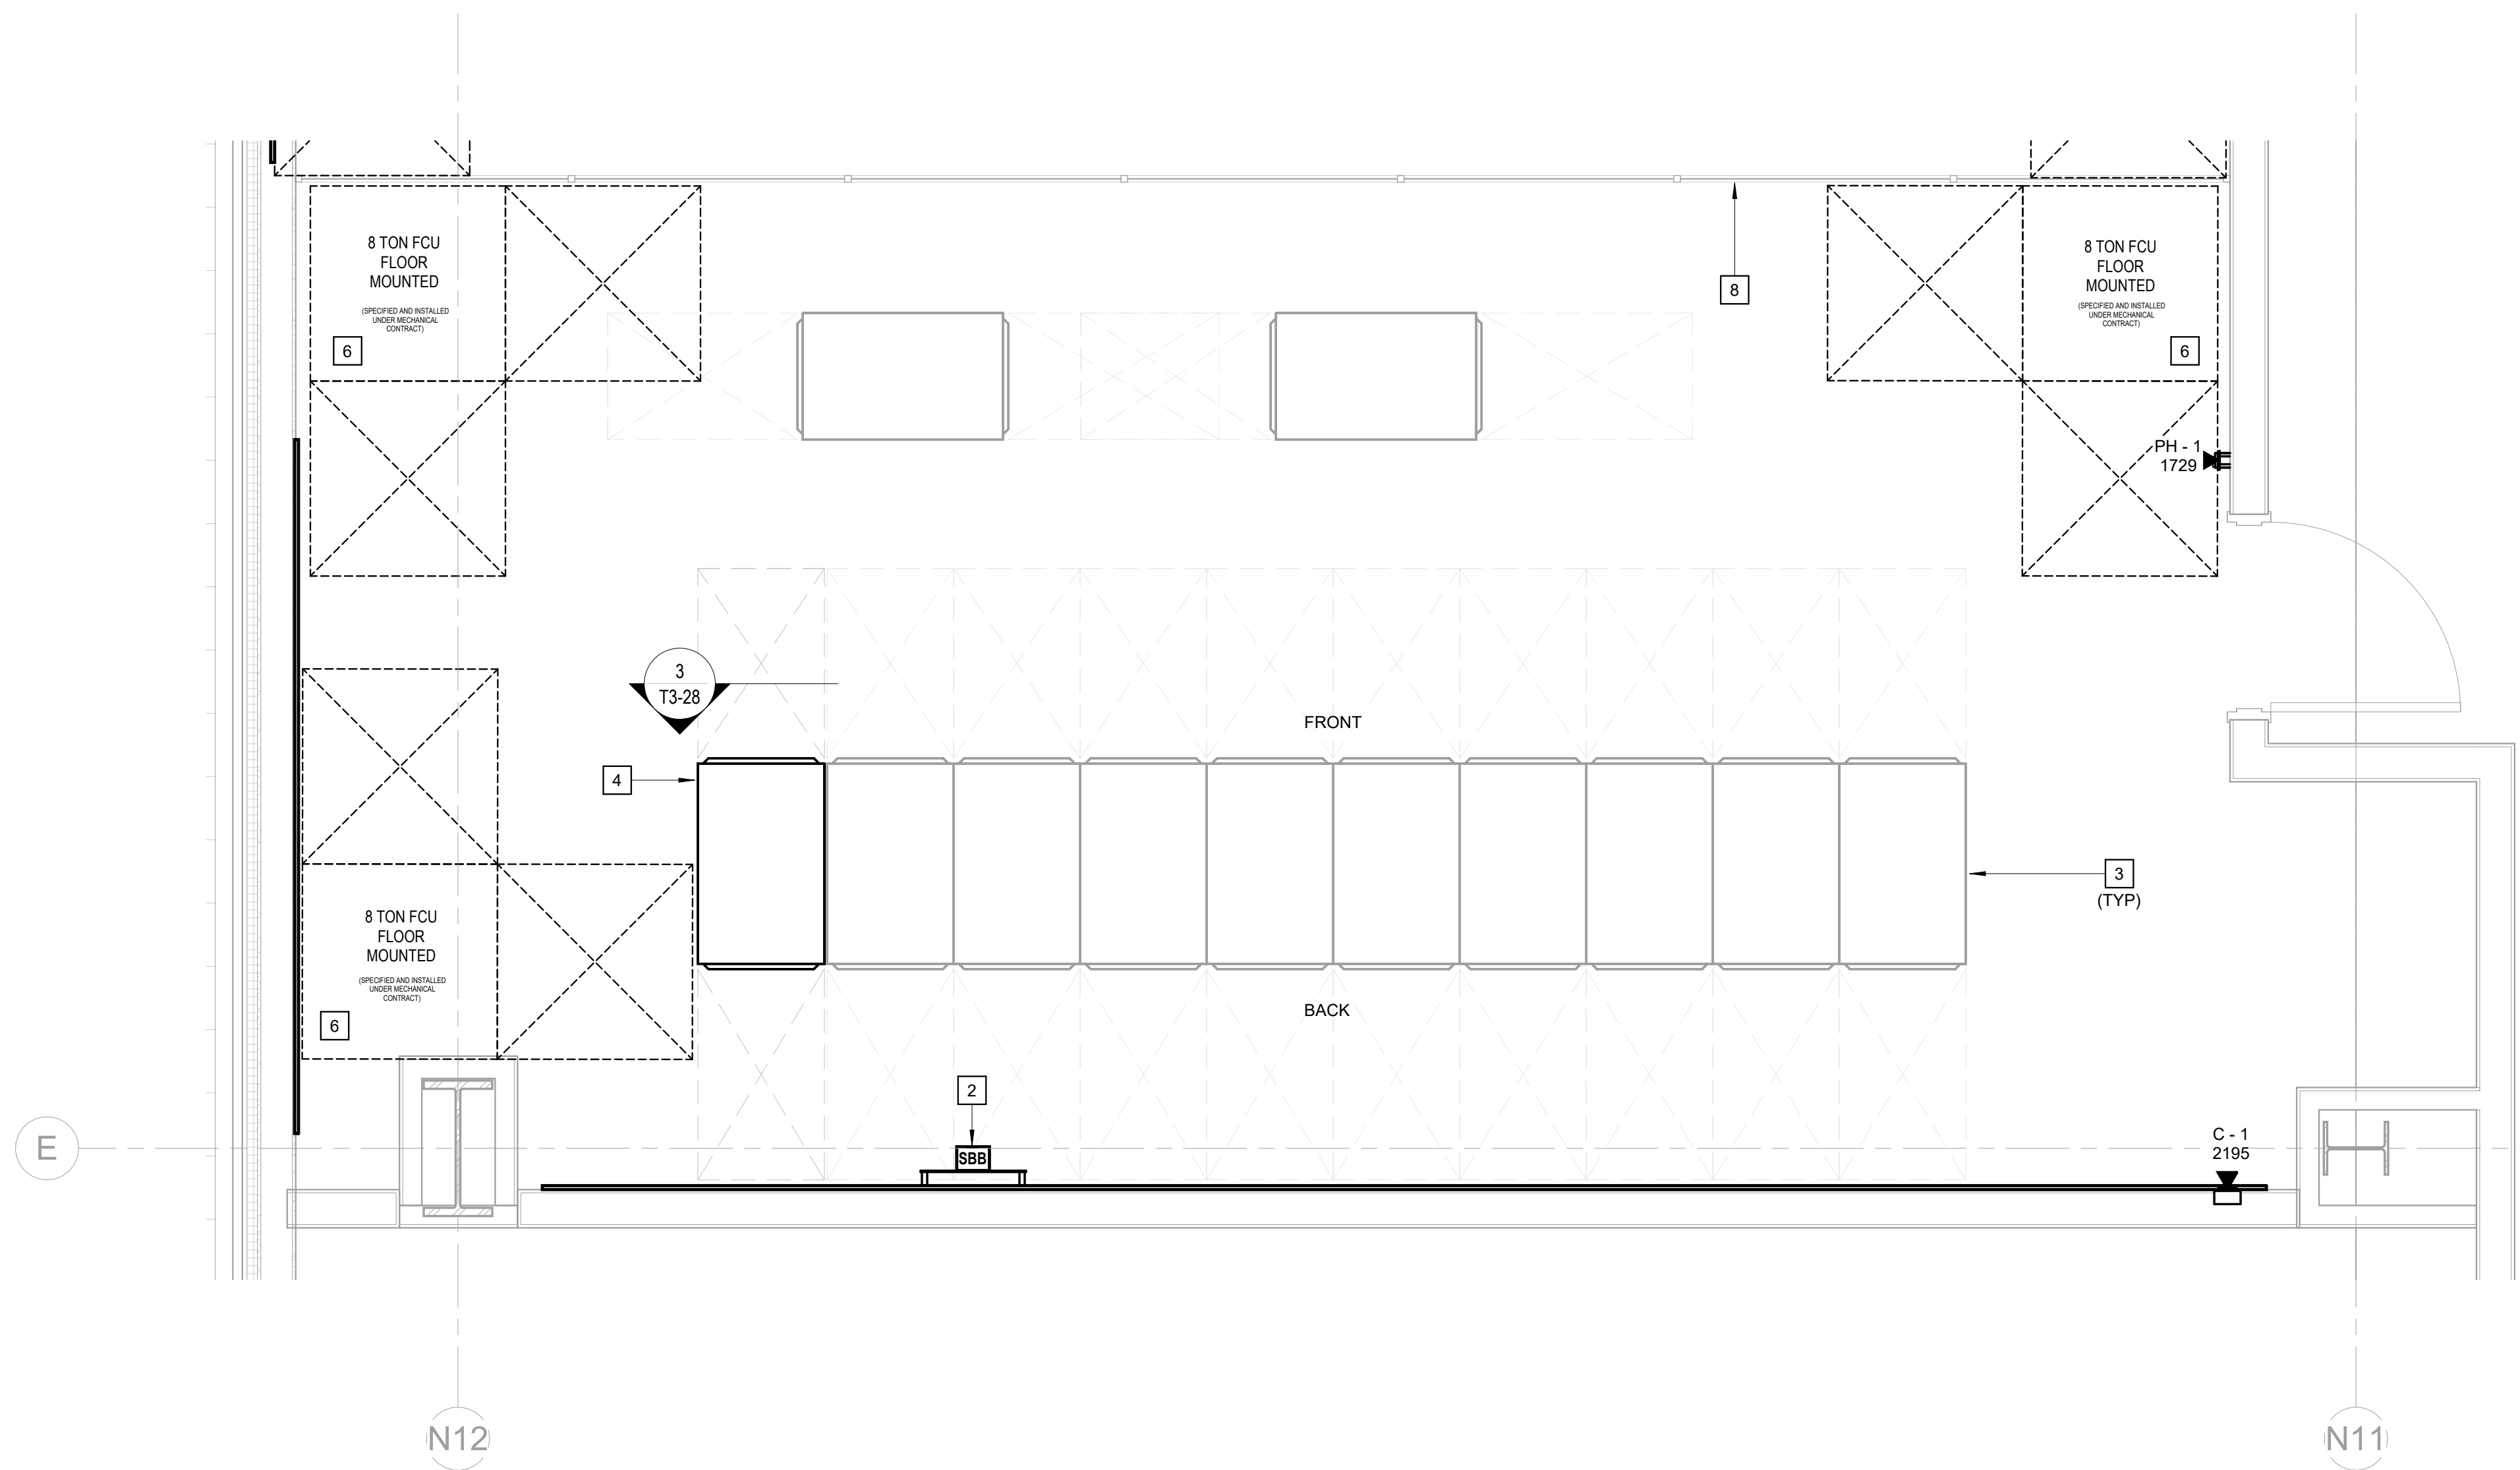 8 TON FCU
FLOOR
MOUNTED
(SPECIFIED AND INSTALLED
UNDER MECHANICAL
CONTRACT)
6
8
8 TON FCU
FLOOR
MOUNTED
(SPECIFIED AND INSTALLED
UNDER MECHANICAL
CONTRACT)
6
PH - 1
1729
3
T3-28
FRONT
4
3
(TYP)
8 TON FCU
FLOOR
MOUNTED
(SPECIFIED AND INSTALLED
UNDER MECHANICAL
CONTRACT)
6
BACK
2
SBB
C - 1
2195
E
N12
N11